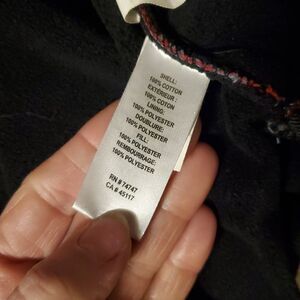 SHELL:
100% COTTON
EXTÉRIEUR :
100% COTON
LINING:
100% POLYESTER
DOUBLURE:
100% POLYESTER
FILL:
100% POLYESTER
REMBOURRAGE:
100% POLYESTER
RN # 74747
CA # 45117